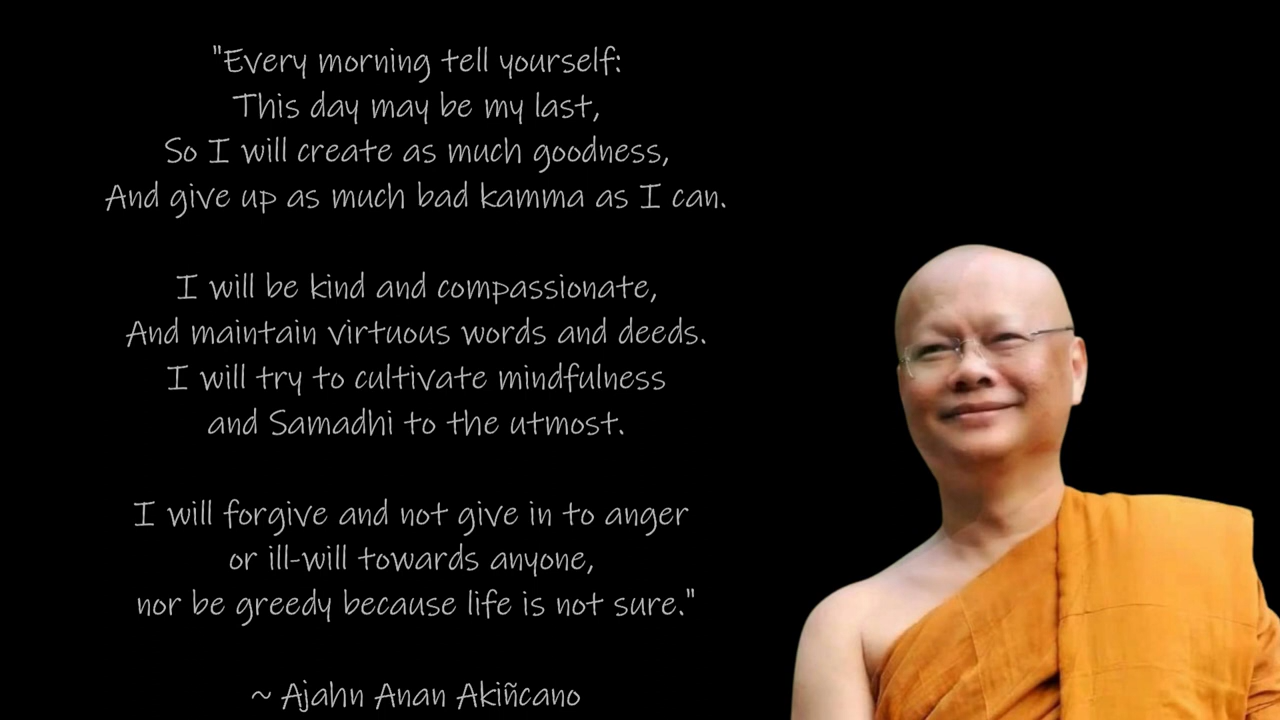 "Every morning tell yourself:
This day may be my last,
So I will create as much goodness,
And give up as much bad kamma as I can.
I will be kind and compassionate,
And maintain virtuous words and deeds.
I will try to cultivate mindfulness
and Samadhi to the utmost.
I will forgive and not give in to anger
or ill-will towards anyone,
nor be greedy because life is not sure."
~ Ajahn Anan Akiñcano